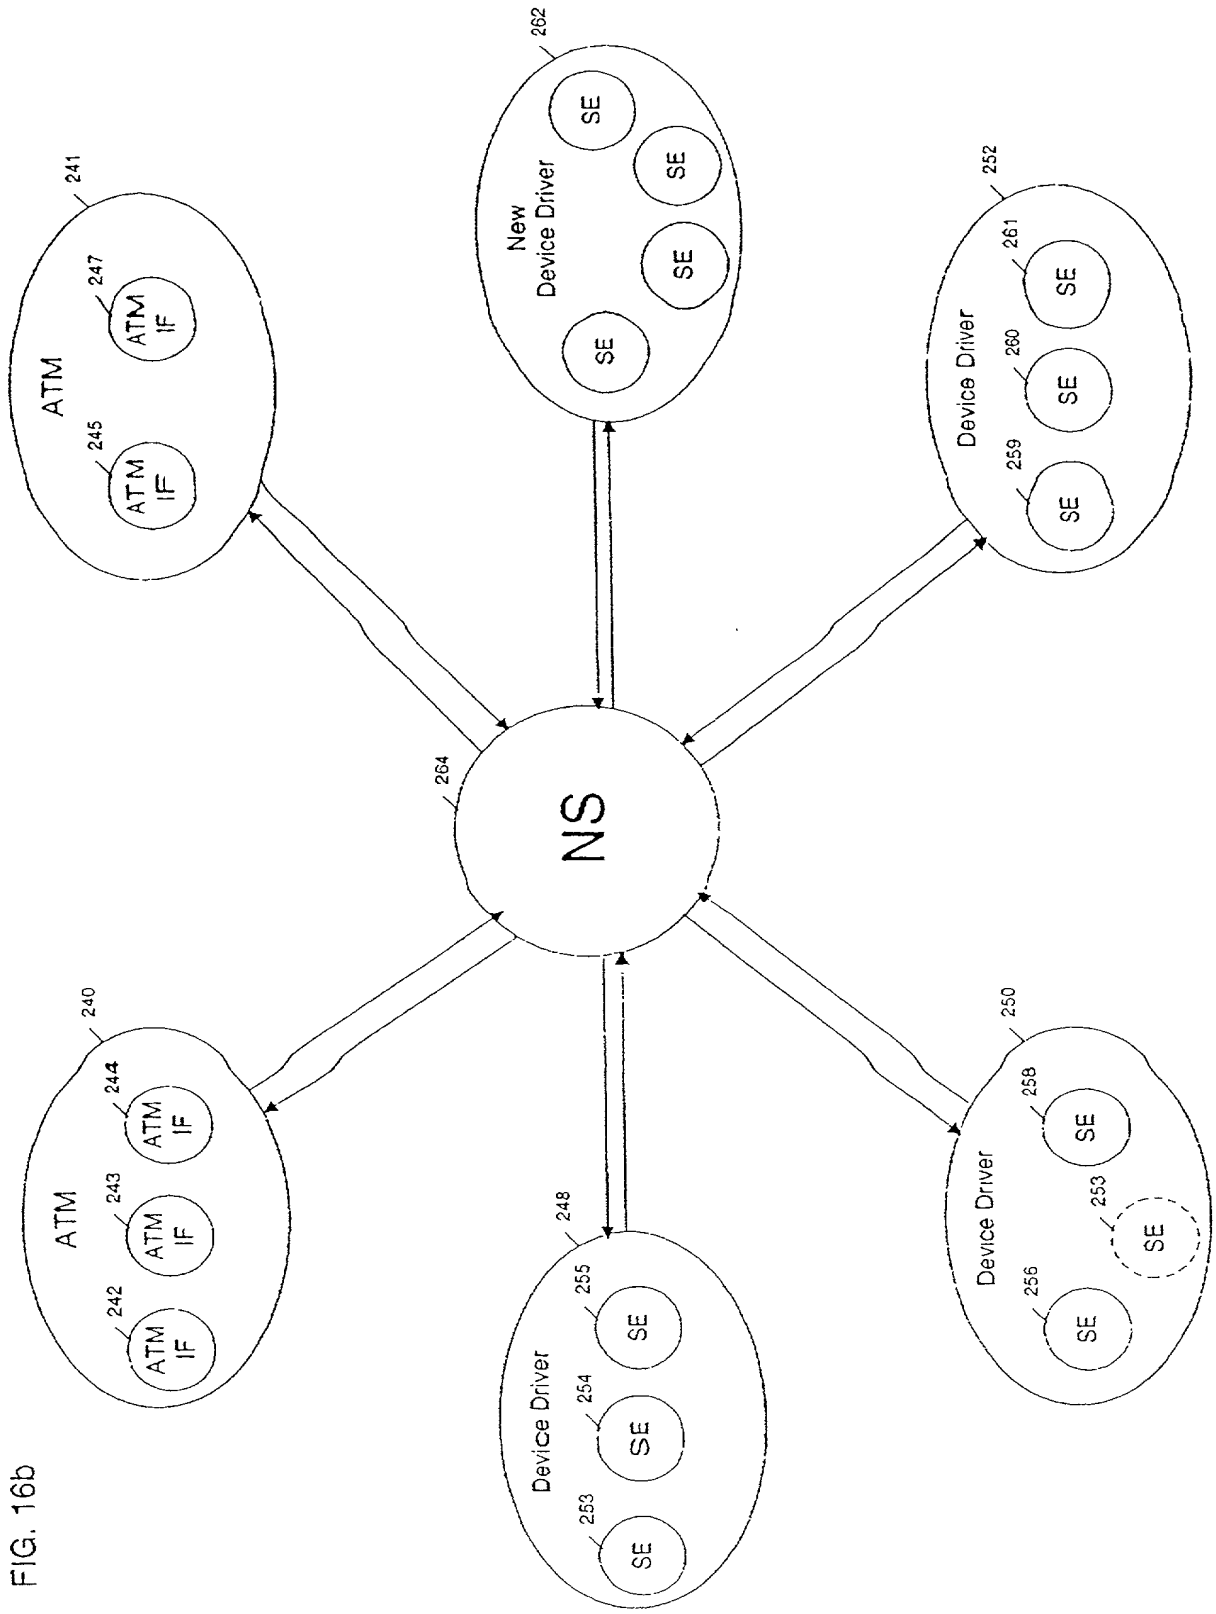 FIG. 16b
240
ATM
242
243
244
ATM
IF
ATM
IF
ATM
IF
241
ATM
245
247
ATM
IF
ATM
IF
264
NS
248
Device Driver
253
254
255
SE
SE
SE
262
New
Device Driver
SE
SE
SE
SE
250
Device Driver
256
253
258
SE
SE
SE
252
Device Driver
259
260
261
SE
SE
SE